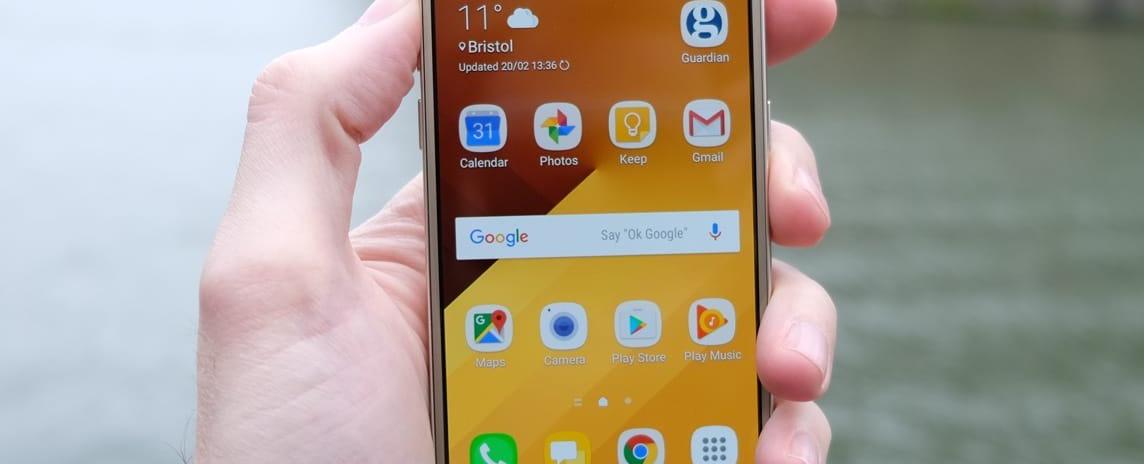 11°
Bristol
Updated 20/02 13:36
g
Guardian
31
Calendar Photos Keep Gmail
Google Say "Ok Google"
G
Maps Camera Play Store Play Music